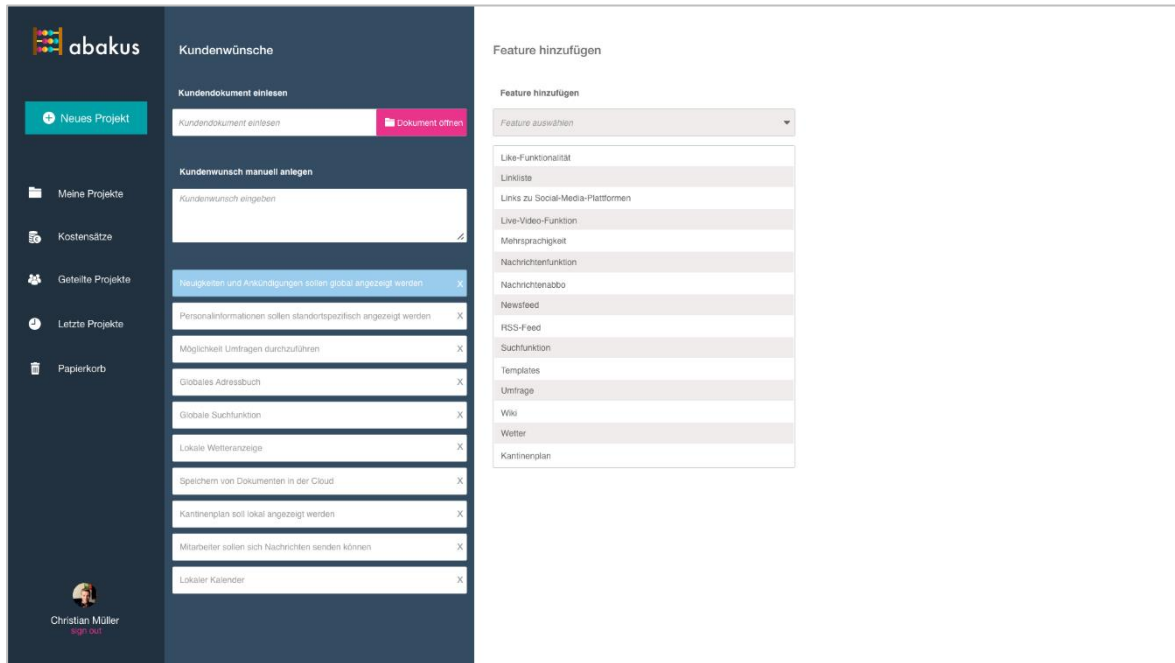 abakus
Neues Projekt
Meine Projekte
Kostensätze
Geteilte Projekte
Letzte Projekte
Papierkorb
Christian Müller
sign out
Kundenwünsche
Kundendokument einlesen
Kundendokument einlesen
Dokument öffnen
Kundenwunsch manuell anlegen
Kundenwunsch eingeben
Neuigkeiten und Ankündigungen sollen global angezeigt werden X
Personalinformationen sollen standortspezifisch angezeigt werden X
Möglichkeit Umfragen durchzuführen X
Globales Adressbuch X
Globale Suchfunktion X
Lokale Wetteranzeige X
Speichern von Dokumenten in der Cloud X
Kantinenplan soll lokal angezeigt werden X
Mitarbeiter sollen sich Nachrichten senden können X
Lokaler Kalender X
Feature hinzufügen
Feature hinzufügen
Feature auswählen
Like-Funktionalität
Linkliste
Links zu Social-Media-Plattformen
Live-Video-Funktion
Mehrsprachigkeit
Nachrichtenfunktion
Nachrichtenabbo
Newsfeed
RSS-Feed
Suchfunktion
Templates
Umfrage
Wiki
Wetter
Kantinenplan